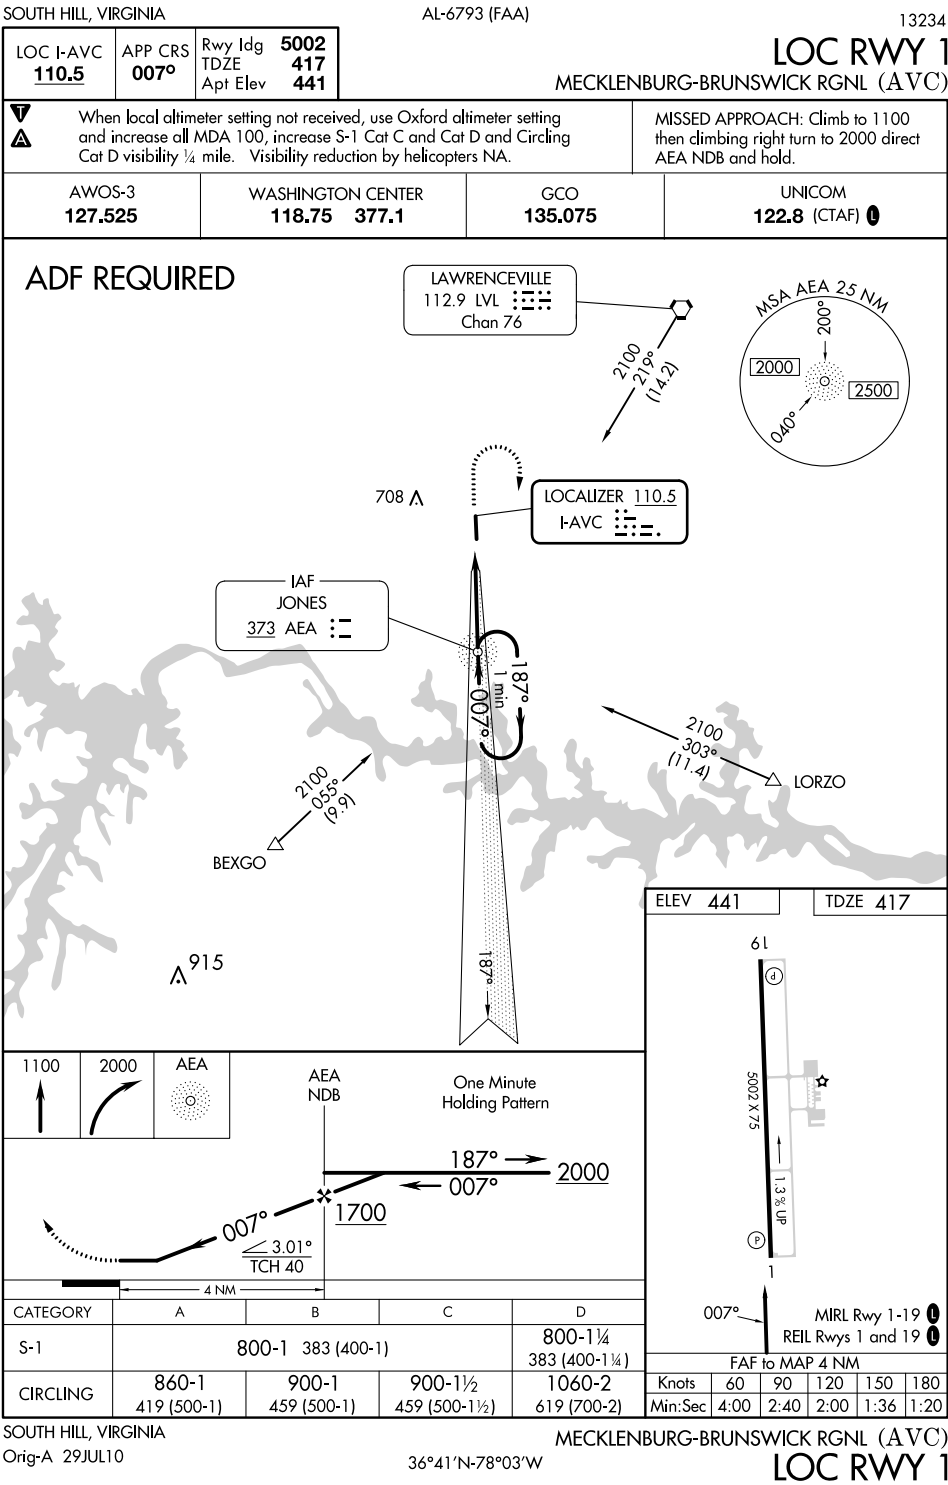 SOUTH HILL, VIRGINIA
AL-6793 (FAA)
13234
LOC I-AVC
110.5
APP CRS
007°
Rwy ldg 5002
TDZE 417
Apt Elev 441
LOC RWY 1
MECKLENBURG-BRUNSWICK RGNL (AVC)
T
A
When local altimeter setting not received, use Oxford altimeter setting
and increase all MDA 100, increase S-1 Cat C and Cat D and Circling
Cat D visibility ¼ mile. Visibility reduction by helicopters NA.
MISSED APPROACH: Climb to 1100
then climbing right turn to 2000 direct
AEA NDB and hold.
AWOS-3
127.525
WASHINGTON CENTER
118.75 377.1
GCO
135.075
UNICOM
122.8 (CTAF) L
ADF REQUIRED
LAWRENCEVILLE
112.9 LVL
Chan 76
2100
219°
(14.2)
MSA AEA 25 NM
200°
2000
2500
040°
708
LOCALIZER 110.5
I-AVC
IAF
JONES
373 AEA
187°
1 min
007°
2100
303°
(11.4)
LORZO
2100
055°
(9.9)
BEXGO
915
187°
ELEV 441
TDZE 417
19
P
5002 X 75
1.3 % UP
P
1
007°
MIRL Rwy 1-19 L
REIL Rwys 1 and 19 L
1100
2000
AEA
AEA
NDB
One Minute
Holding Pattern
187°
007°
2000
1700
007°
3.01°
TCH 40
4 NM
CATEGORY A B C D
S-1 800-1 383 (400-1) 800-1¼
383 (400-1¼)
CIRCLING 860-1 900-1 900-1½ 1060-2
419 (500-1) 459 (500-1) 459 (500-1½) 619 (700-2)
FAF to MAP 4 NM
Knots 60 90 120 150 180
Min:Sec 4:00 2:40 2:00 1:36 1:20
SOUTH HILL, VIRGINIA
Orig-A 29JUL10
36°41'N-78°03'W
MECKLENBURG-BRUNSWICK RGNL (AVC)
LOC RWY 1